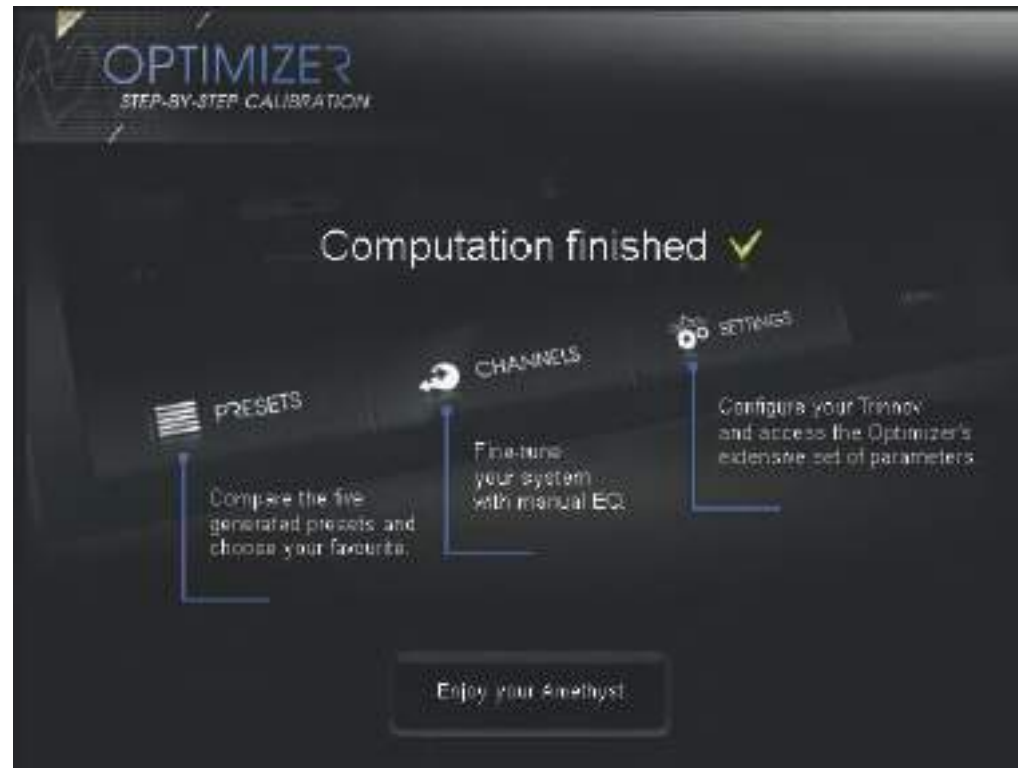 OPTIMIZER
STEP-BY-STEP CALIBRATION
Computation finished
SETTINGS
CHANNELS
PRESETS
Configure your Trinnov
and access the Optimizer's
extensive set of parameters.
Fine-tune
your system
with manual EQ.
Compare the five
generated presets and
choose your favourite.
Enjoy your Amethyst